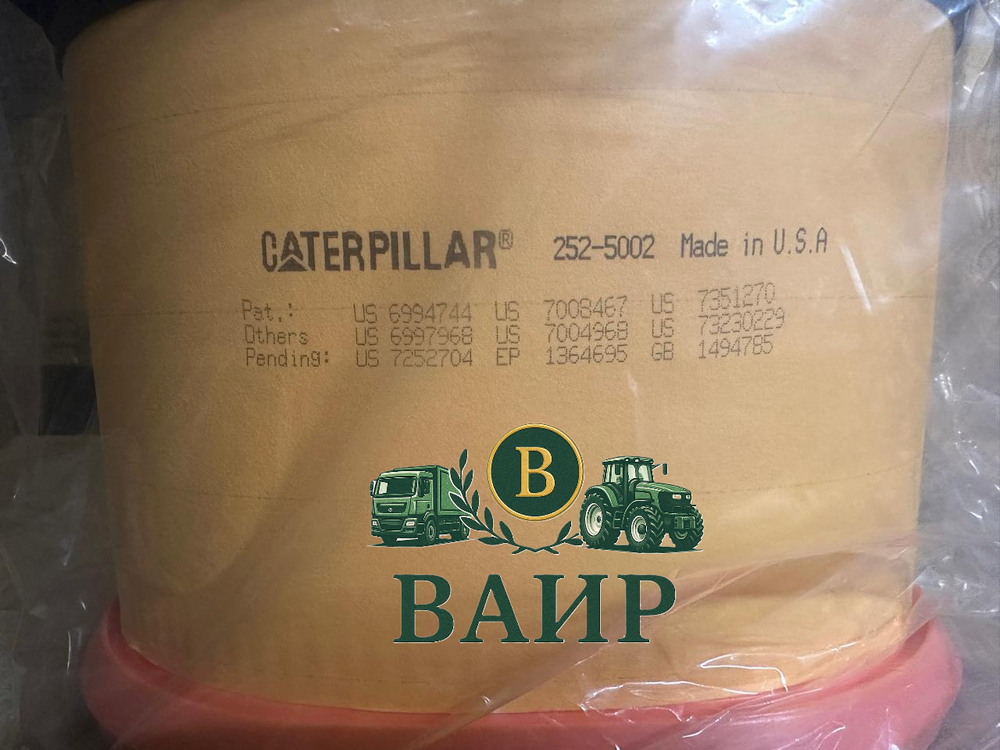 CATERPILLAR® 252-5002 Made in U.S.A
Pat.: US 6994744 US 7008467 US 7351270
Others US 6997968 US 7004968 US 73230229
Pending: US 7252704 EP 1364695 GB 1494785
B
ВАИР